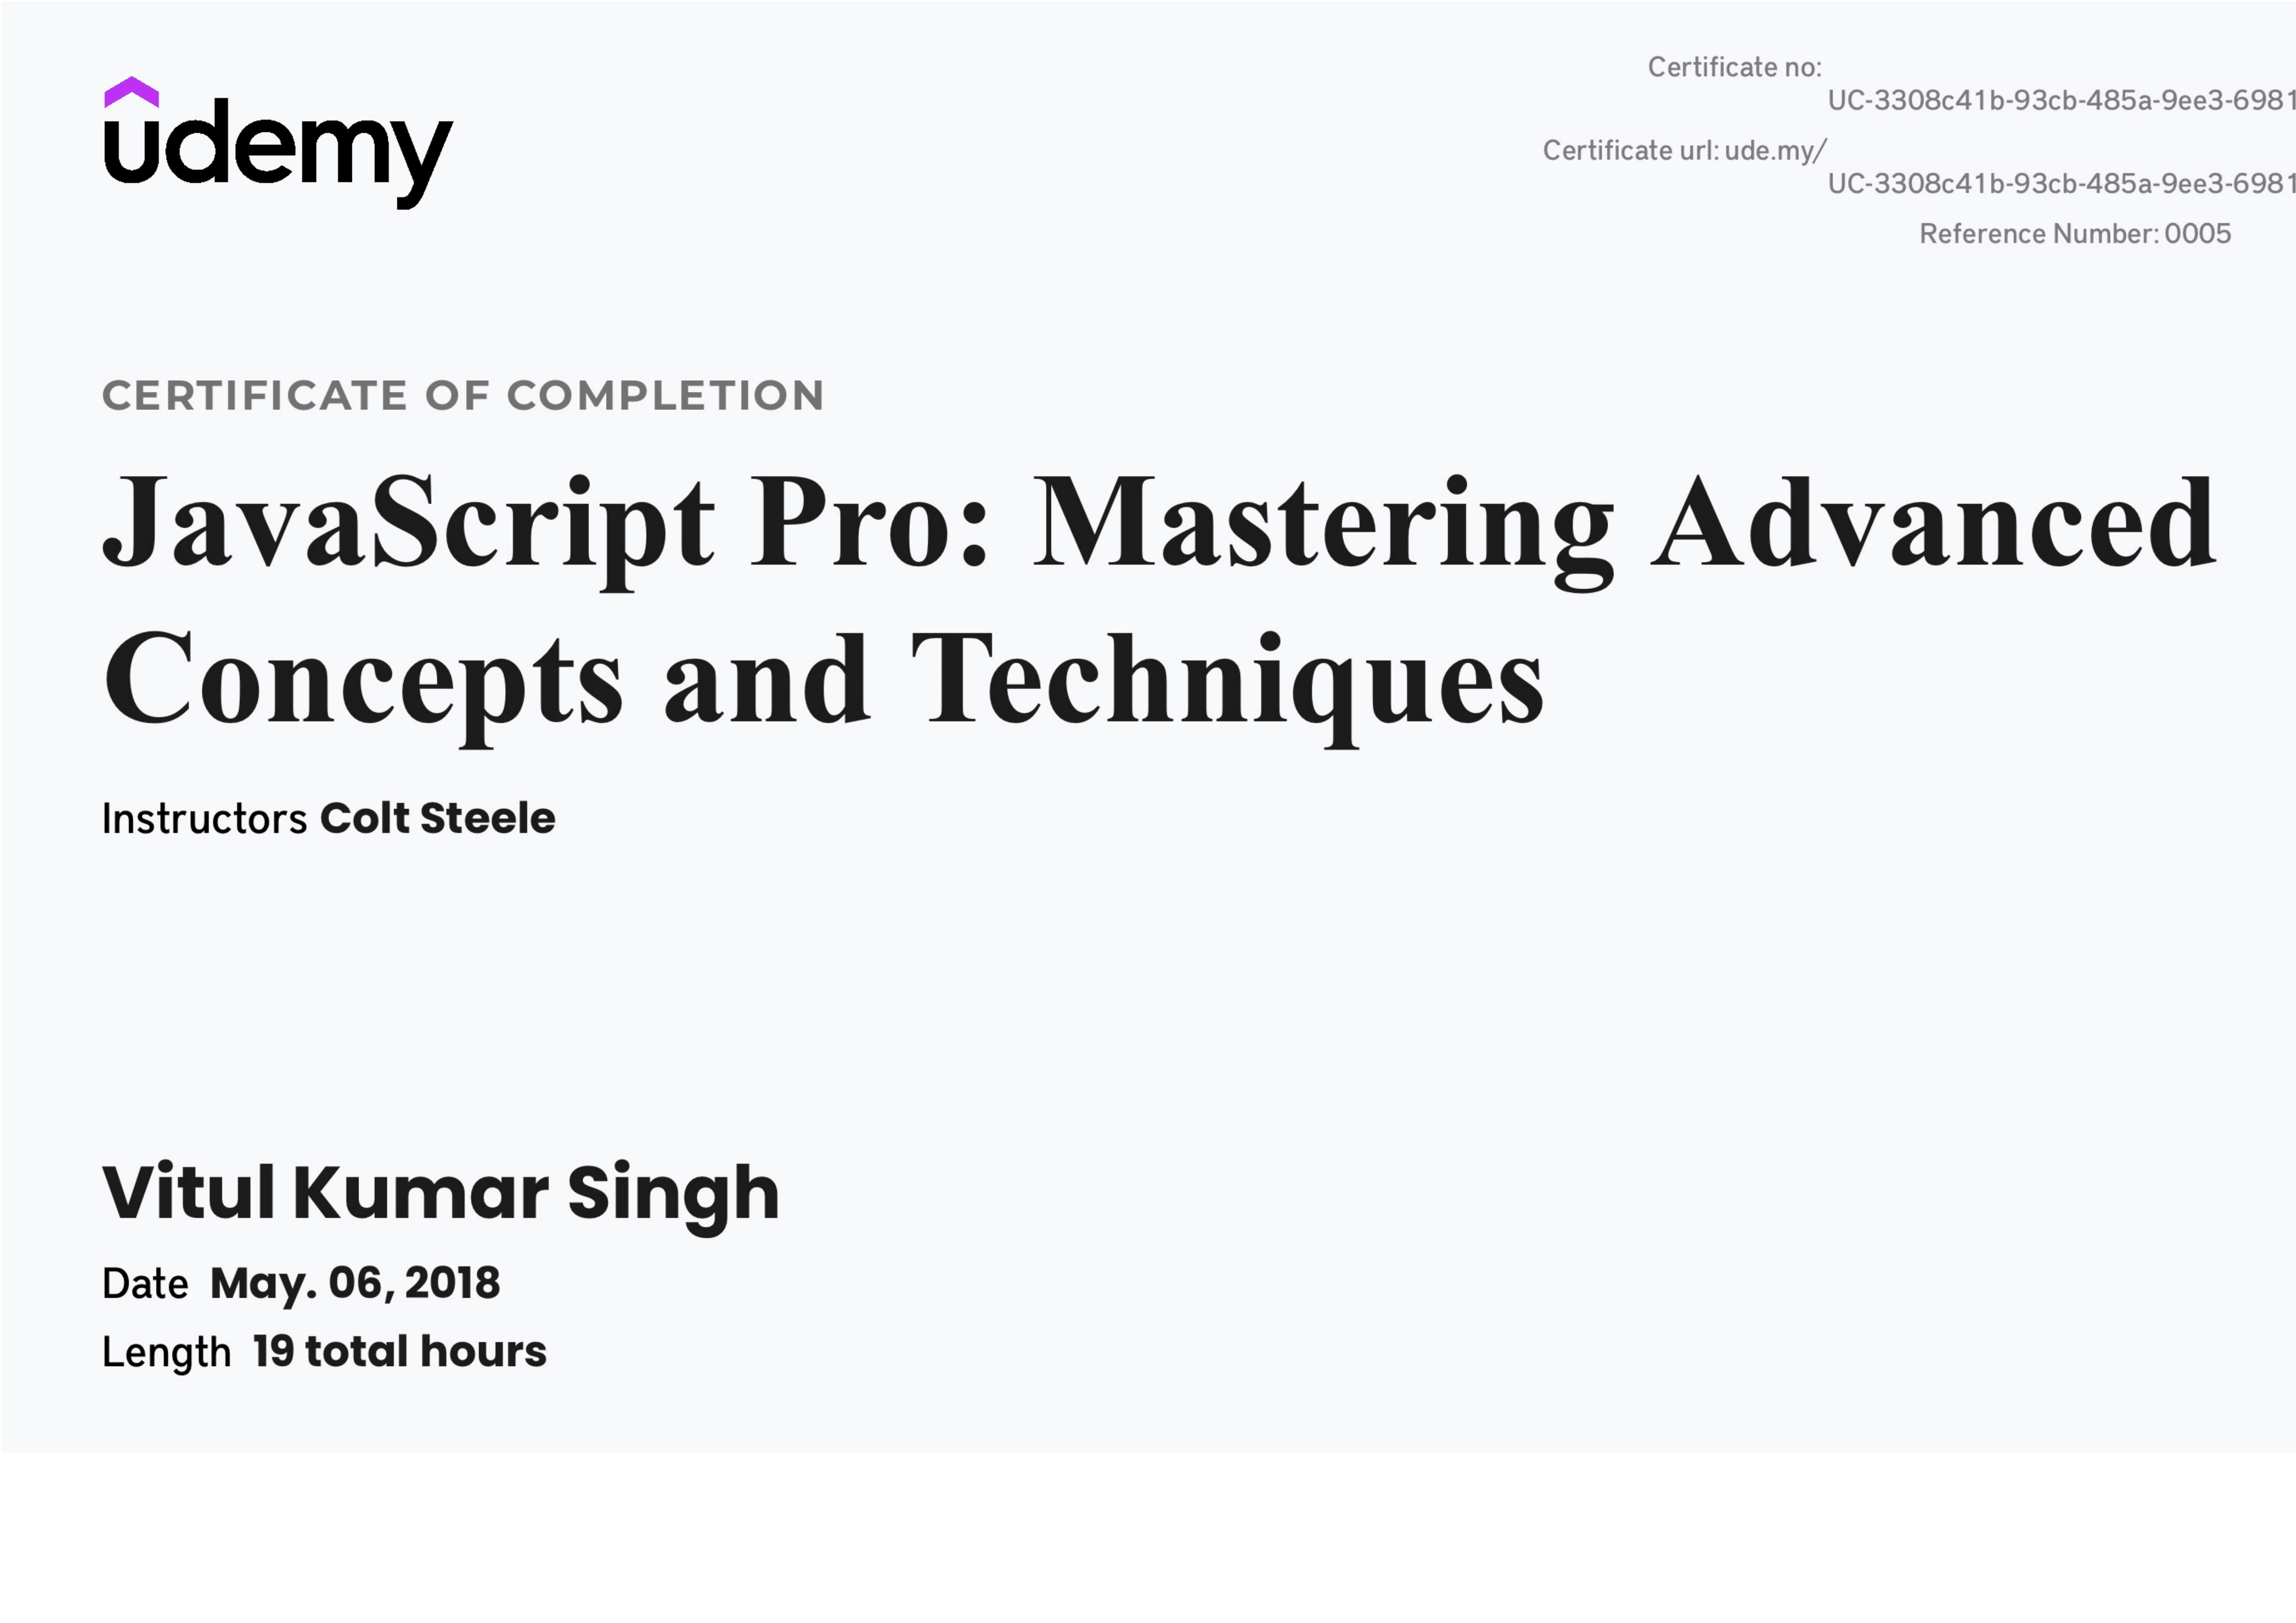 udemy
Certificate no:
UC-3308c41b-93cb-485a-9ee3-6981
Certificate url: ude.my/
UC-3308c41b-93cb-485a-9ee3-6981
Reference Number: 0005
CERTIFICATE OF COMPLETION
JavaScript Pro: Mastering Advanced
Concepts and Techniques
Instructors Colt Steele
Vitul Kumar Singh
Date May. 06, 2018
Length 19 total hours